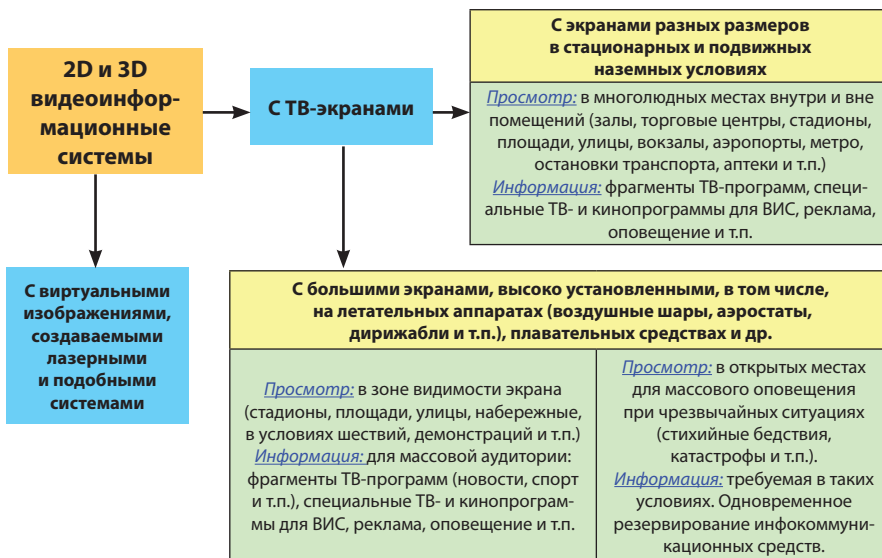 2D и 3D
видеоинфор-
мационные
системы
С ТВ-экранами
С экранами разных размеров
в стационарных и подвижных
наземных условиях
Просмотр: в многолюдных местах внутри и вне
помещений (залы, торговые центры, стадионы,
площади, улицы, вокзалы, аэропорты, метро,
остановки транспорта, аптеки и т.п.)
Информация: фрагменты ТВ-программ, специ-
альные ТВ- и кинопрограммы для ВИС, реклама,
оповещение и т.п.
С виртуальными
изображениями,
создаваемыми
лазерными
и подобными
системами
С большими экранами, высоко установленными, в том числе,
на летательных аппаратах (воздушные шары, аэростаты,
дирижабли и т.п.), плавательных средствах и др.
Просмотр: в зоне видимости экрана
(стадионы, площади, улицы, набережные,
в условиях шествий, демонстраций и т.п.)
Информация: для массовой аудитории:
фрагменты ТВ-программ (новости, спорт
и т.п.), специальные ТВ- и кинопрограм-
мы для ВИС, реклама, оповещение и т.п.
Просмотр: в открытых местах
для массового оповещения
при чрезвычайных ситуациях
(стихийные бедствия,
катастрофы и т.п.).
Информация: требуемая в таких
условиях. Одновременное
резервирование инфокоммуни-
кационных средств.